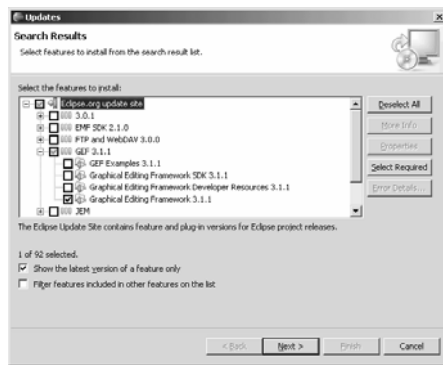 Updates
Search Results
Select features to install from the search result list.
Select the features to install:
Eclipse.org update site
3.0.1
EMF SDK 2.1.0
FTP and WebDAV 3.0.0
GEF 3.1.1
GEF Examples 3.1.1
Graphical Editing Framework SDK 3.1.1
Graphical Editing Framework Developer Resources 3.1.1
Graphical Editing Framework 3.1.1
JEM
Deselect All
More Info
Properties
Select Required
Error Details...
The Eclipse Update Site contains feature and plug-in versions for Eclipse project releases.
1 of 92 selected.
Show the latest version of a feature only
Filter features included in other features on the list
< Back
Next >
Finish
Cancel